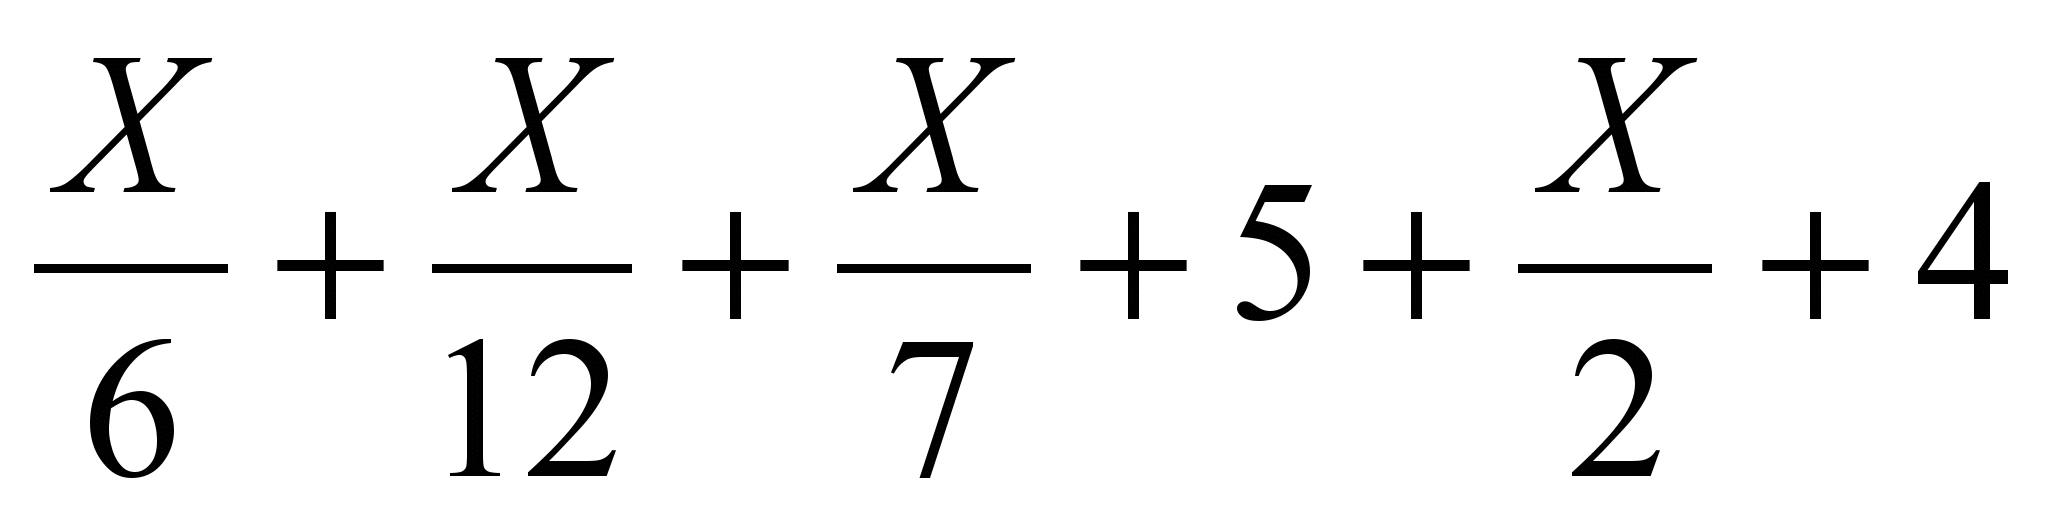 X/6 + X/12 + X/7 + 5 + X/2 + 4